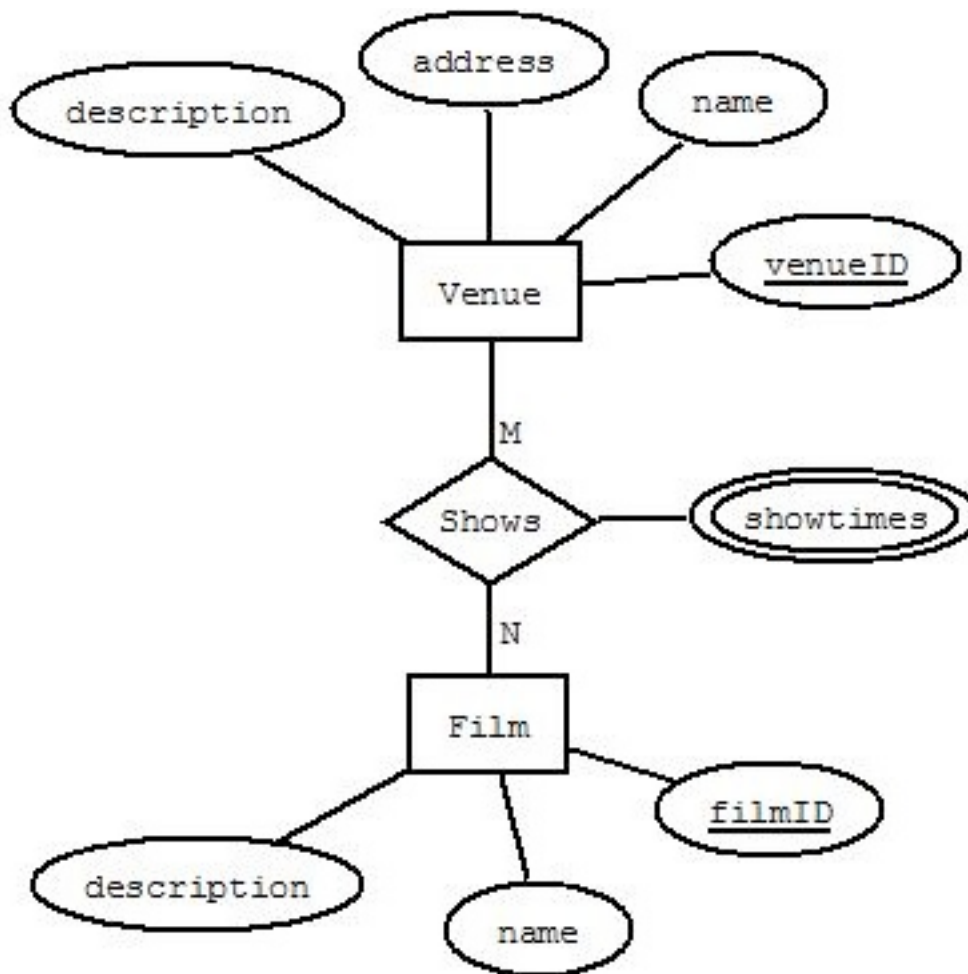 address
description
name
venueID
Venue
M
Shows
showtimes
N
Film
filmID
description
name